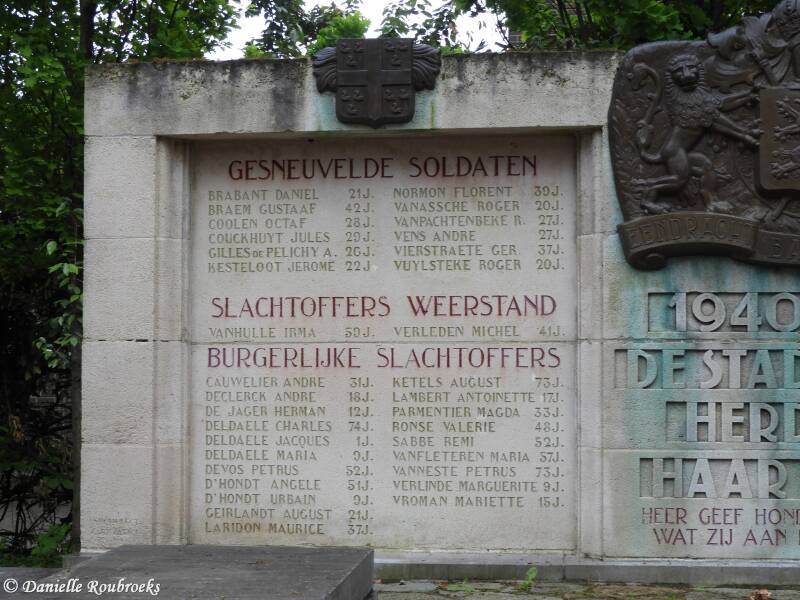 GESNEUVELDE SOLDATEN
BRABANT DANIEL 21J.
BRAEM GUSTAAF 42J.
COOLEN OCTAF 28J.
COUCKHUYT JULES 29J.
GILLES DE PELICHY A. 26J.
KESTELOOT JEROME 22J
NORMON FLORENT 39J.
VANASSCHE ROGER 20J.
VANPACHTENBEKE R. 27J.
VENS ANDRE 27J.
VIERSTRAETE GER. 37J.
VUYLSTEKE ROGER 20J.
SLACHTOFFERS WEERSTAND
VANHULLE IRMA 59J. VERLEDEN MICHEL 41J.
BURGERLIJKE SLACHTOFFERS
CAUWELIER ANDRE 31J.
DECLERCK ANDRE 18J.
DE JAGER HERMAN 12J.
DELDAELE CHARLES 74J.
DELDAELE JACQUES 1J.
DELDAELE MARIA 9J.
DEVOS PETRUS 52J.
D'HONDT ANGELE 51J.
D'HONDT URBAIN 9J.
GEIRLANDT AUGUST 21J.
LARIDON MAURICE 37J.
KETELS AUGUST 73J.
LAMBERT ANTOINETTE 17J.
PARMENTIER MAGDA 33J.
RONSE VALERIE 48J.
SABBE REMI 52J.
VANFLETEREN MARIA 57J.
VANNESTE PETRUS 73J.
VERLINDE MARGUERITE 9J.
VROMAN MARIETTE 15J.
EENDRACHT BA
1940
DE STAD
HERD
HAAR
HEER GEEF HON
WAT ZIJ AAN
© Danielle Roubroeks